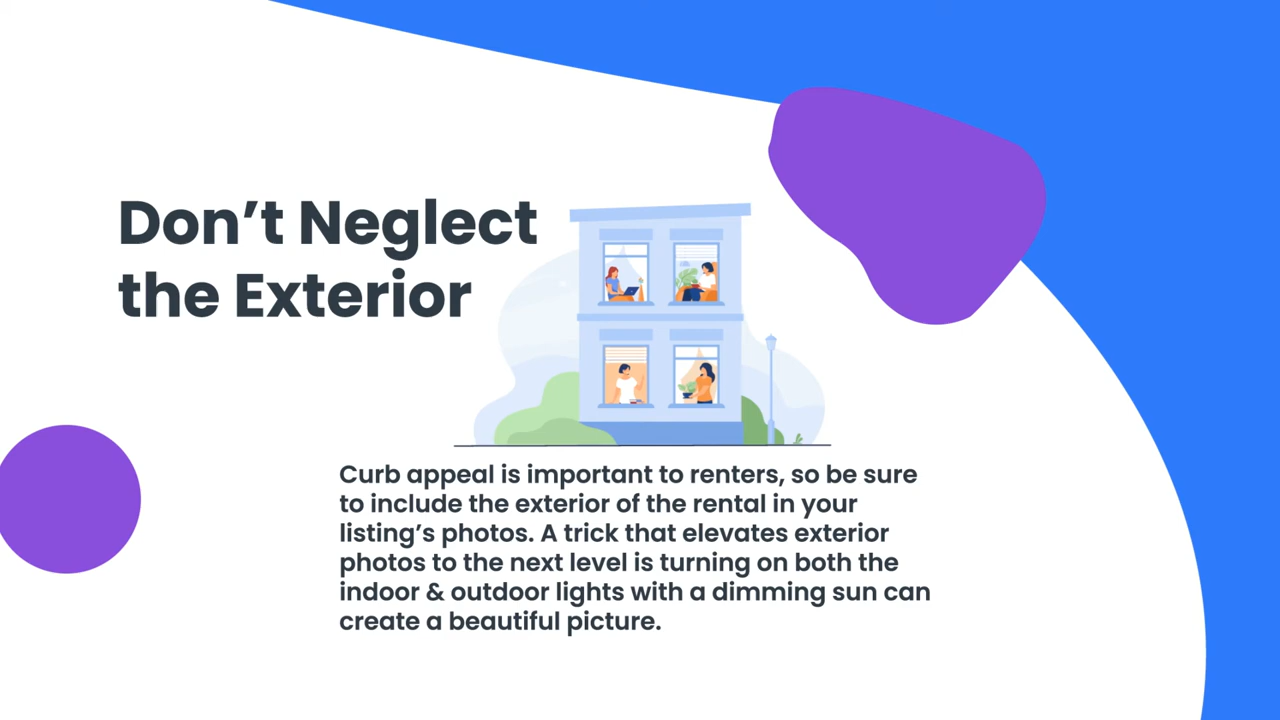 Don’t Neglect
the Exterior
Curb appeal is important to renters, so be sure
to include the exterior of the rental in your
listing’s photos. A trick that elevates exterior
photos to the next level is turning on both the
indoor & outdoor lights with a dimming sun can
create a beautiful picture.